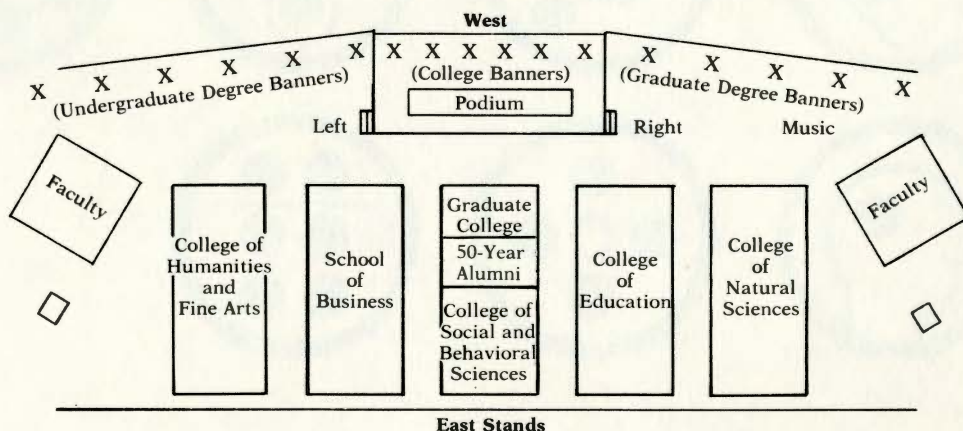 West
X X X X X X X X X X X X X X X X X
(Undergraduate Degree Banners)
(College Banners)
(Graduate Degree Banners)
Podium
Left
Right
Music
Faculty
College of
Humanities
and
Fine Arts
School
of
Business
Graduate
College
50-Year
Alumni
College of
Social and
Behavioral
Sciences
College
of
Education
College
of
Natural
Sciences
Faculty
East Stands